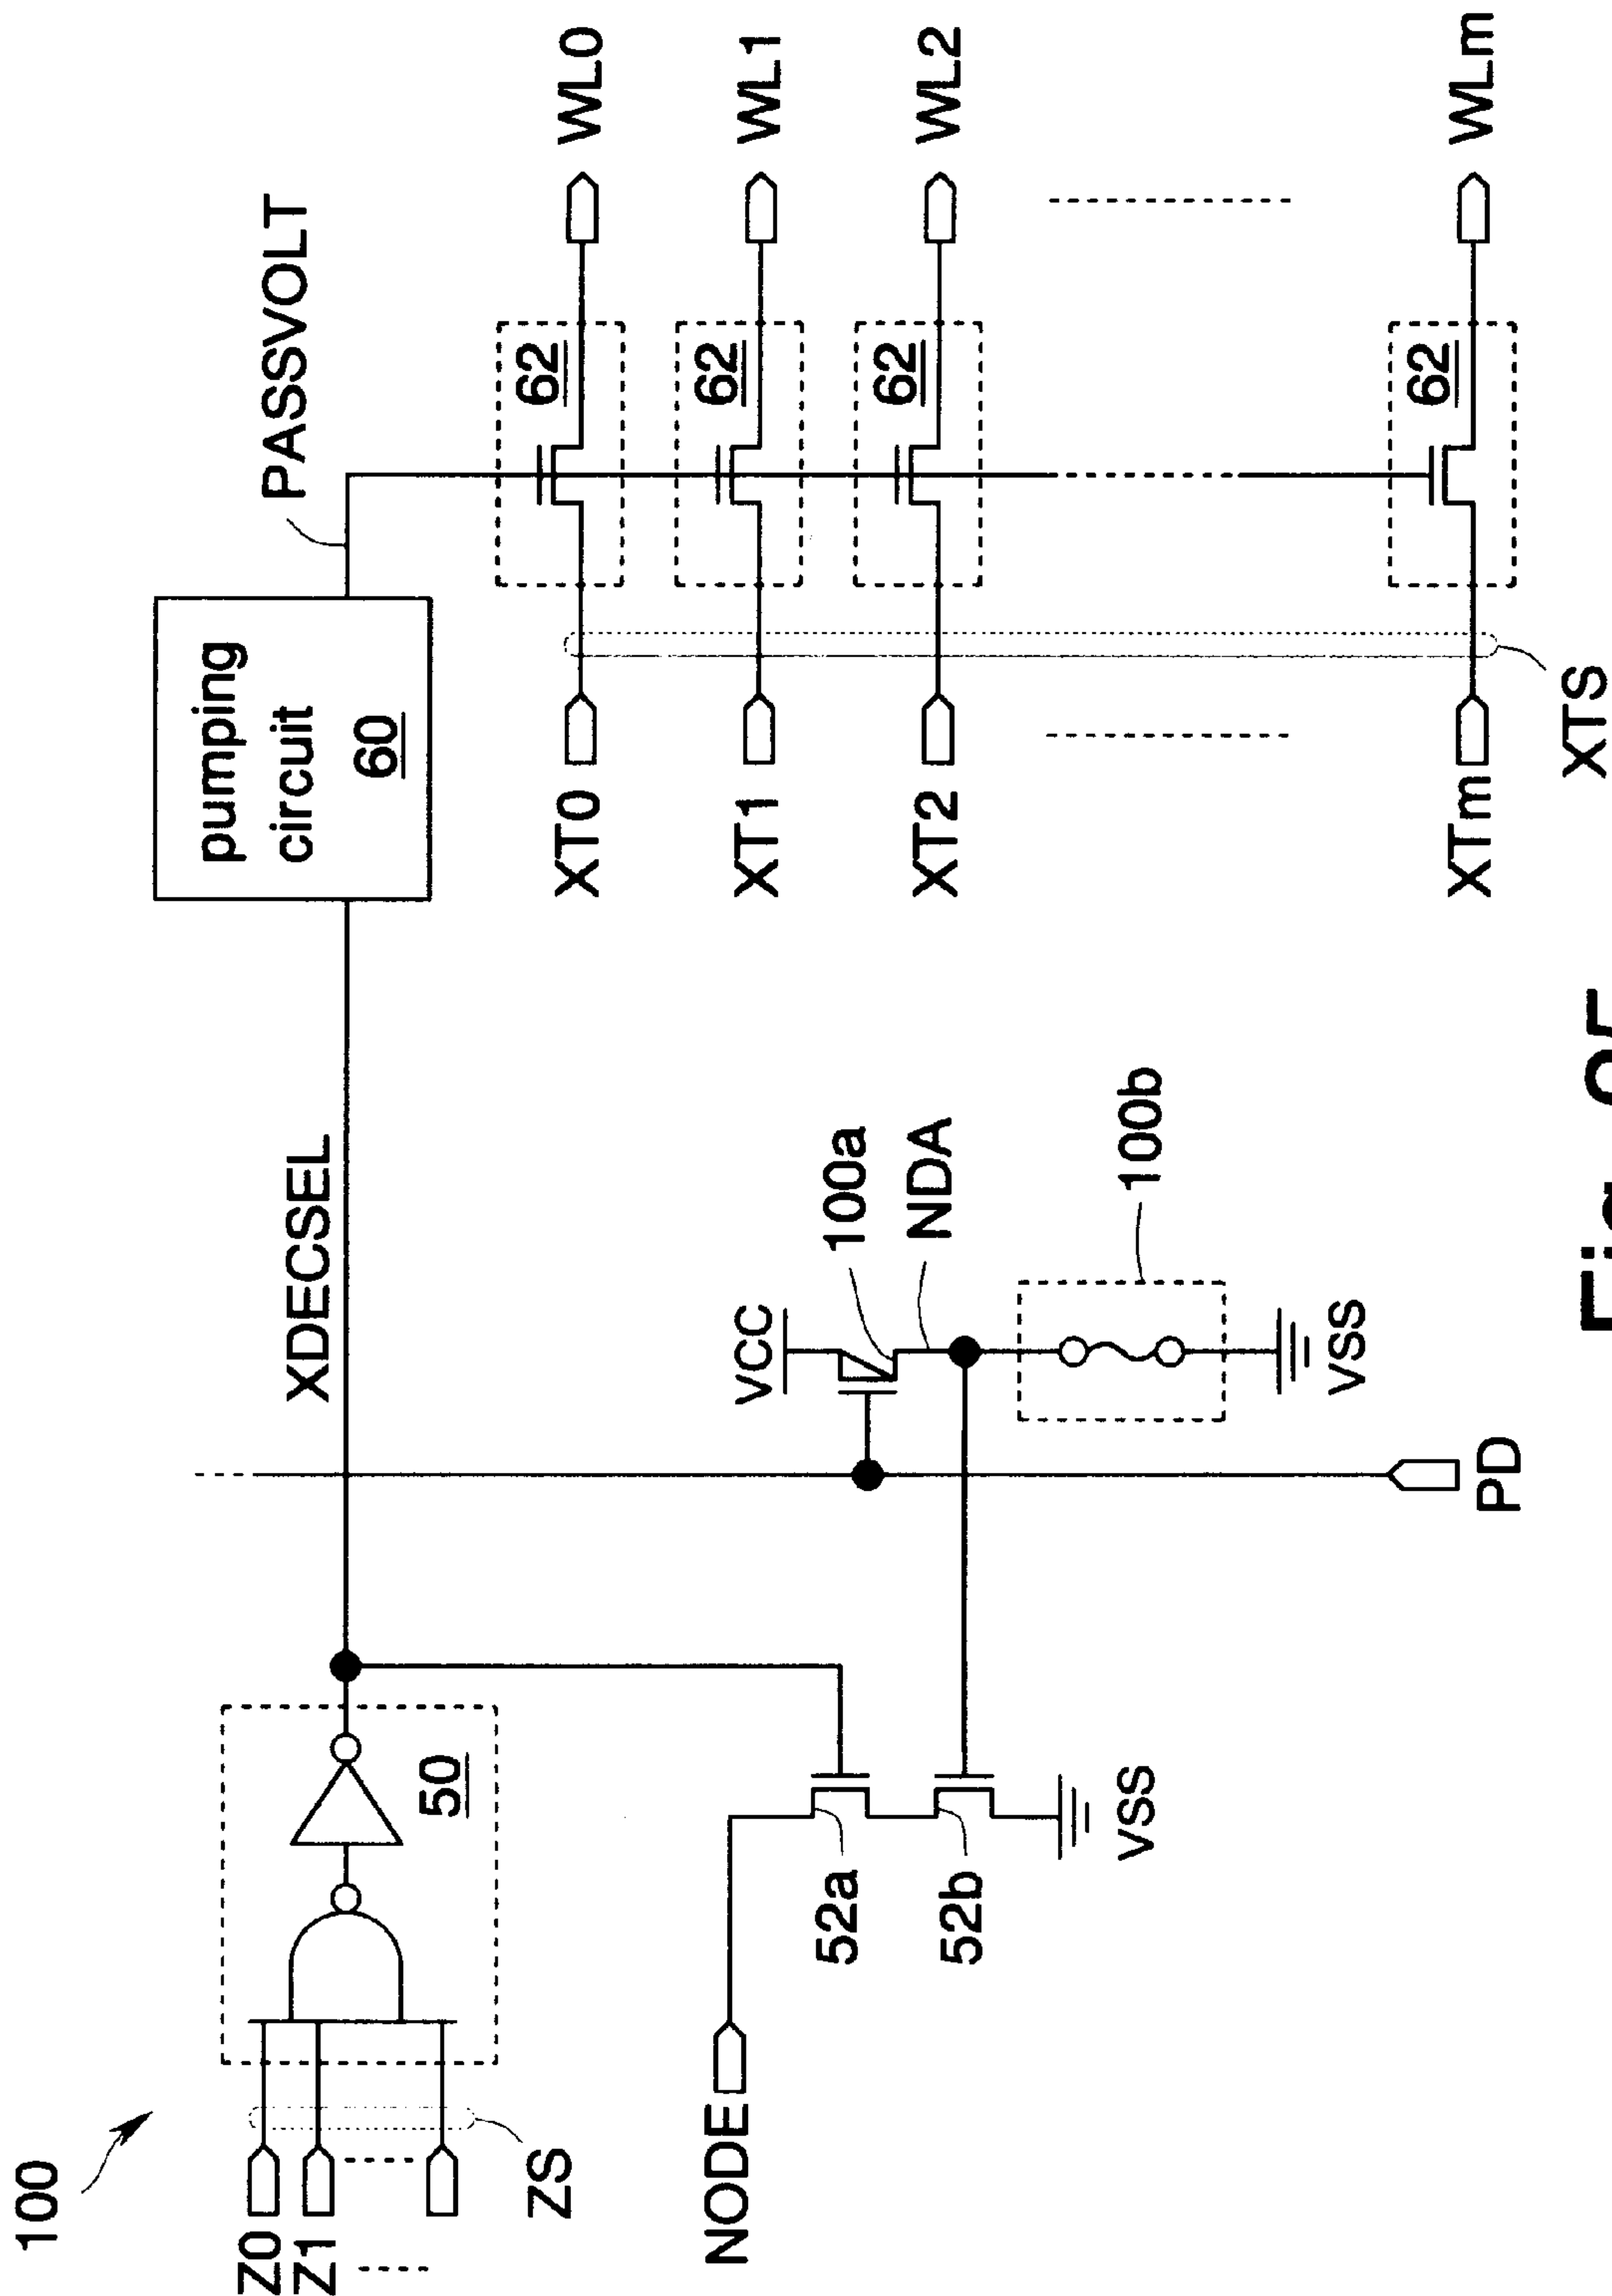 100
Z0
Z1
ZS
50
XDECSEL
pumping
circuit
60
PASSVOLT
NODE
52a
52b
VSS
VCC
100a
NDA
100b
VSS
PD
XT0
62
WL0
XT1
62
WL1
XT2
62
WL2
XTm
62
WLm
XTS